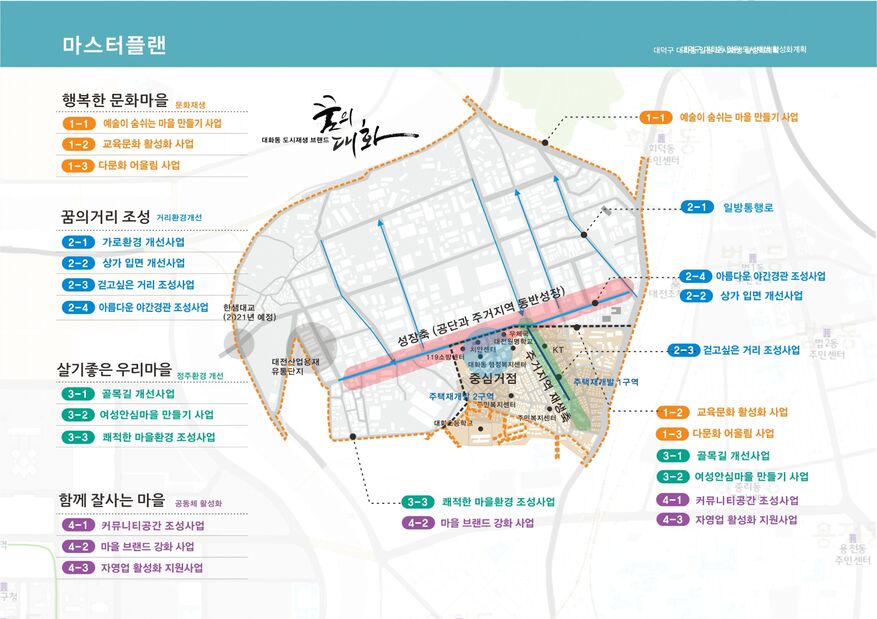 마스터플랜
행복한 문화마을 문화재생
1-1 예술이 숨쉬는 마을 만들기 사업
1-2 교육문화 활성화 사업
1-3 다문화 어울림 사업
꿈의거리 조성 거리환경개선
2-1 가로환경 개선사업
2-2 상가 입면 개선사업
2-3 걷고싶은 거리 조성사업
2-4 아름다운 야간경관 조성사업
살기좋은 우리마을 정주환경 개선
3-1 골목길 개선사업
3-2 여성안심마을 만들기 사업
3-3 쾌적한 마을환경 조성사업
함께 잘사는 마을 공동체 활성화
4-1 커뮤니티공간 조성사업
4-2 마을 브랜드 강화 사업
4-3 자영업 활성화 지원사업
꿈의
대화
대화동 도시재생 브랜드
한샘대교
(2021년 예정)
대전산업용재
유통단지
성장축 (공단과 주거지역 동반성장)
우체국
대전원명학교
치안센터
119소방센터
대화동 행정복지센터
KT
중심거점
주거지역 재생축
주택재개발 1구역
주택재개발 2구역
주민복지센터
대화초등학교
1-1 예술이 숨쉬는 마을 만들기 사업
회덕동
주민센터
2-1 일방통행로
2-4 아름다운 야간경관 조성사업
2-2 상가 입면 개선사업
법2동
주민센터
2-3 걷고싶은 거리 조성사업
1-2 교육문화 활성화 사업
1-3 다문화 어울림 사업
3-1 골목길 개선사업
3-2 여성안심마을 만들기 사업
4-1 커뮤니티공간 조성사업
4-3 자영업 활성화 지원사업
3-3 쾌적한 마을환경 조성사업
4-2 마을 브랜드 강화 사업
용전동
주민센터
구청